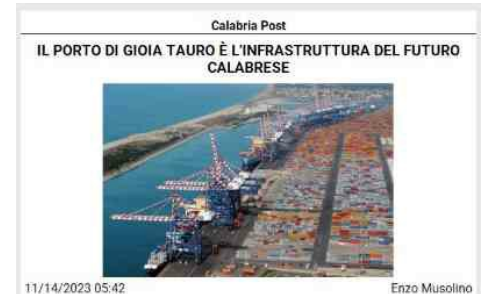 Calabria Post
IL PORTO DI GIOIA TAURO È L'INFRASTRUTTURA DEL FUTURO
CALABRESE
11/14/2023 05:42
Enzo Musolino